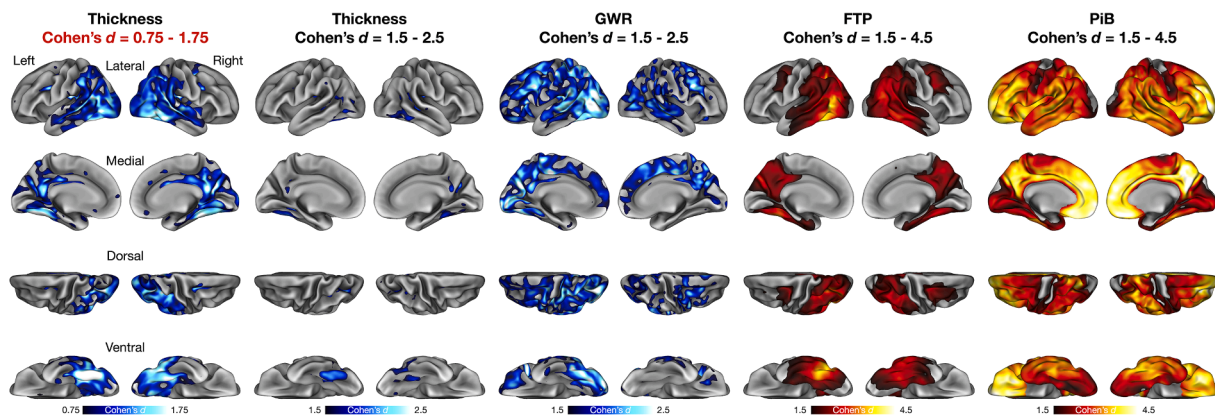 Thickness
Cohen's d = 0.75 - 1.75
Thickness
Cohen's d = 1.5 - 2.5
GWR
Cohen's d = 1.5 - 2.5
FTP
Cohen's d = 1.5 - 4.5
PiB
Cohen's d = 1.5 - 4.5
Left
Lateral
Right
Medial
Dorsal
Ventral
0.75 Cohen's d 1.75
1.5 Cohen's d 2.5
1.5 Cohen's d 2.5
1.5 Cohen's d 4.5
1.5 Cohen's d 4.5